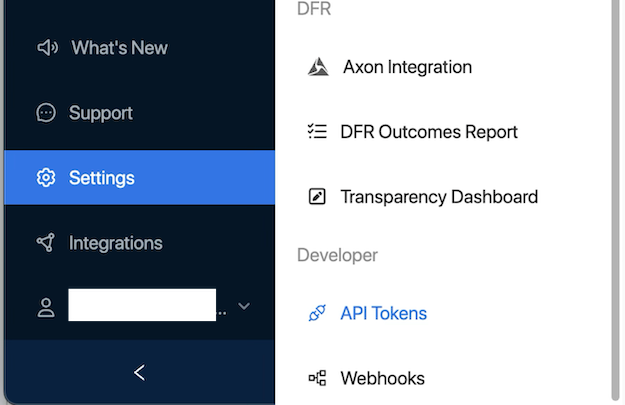 What's New
Support
Settings
Integrations
...
DFR
Axon Integration
DFR Outcomes Report
Transparency Dashboard
Developer
API Tokens
Webhooks